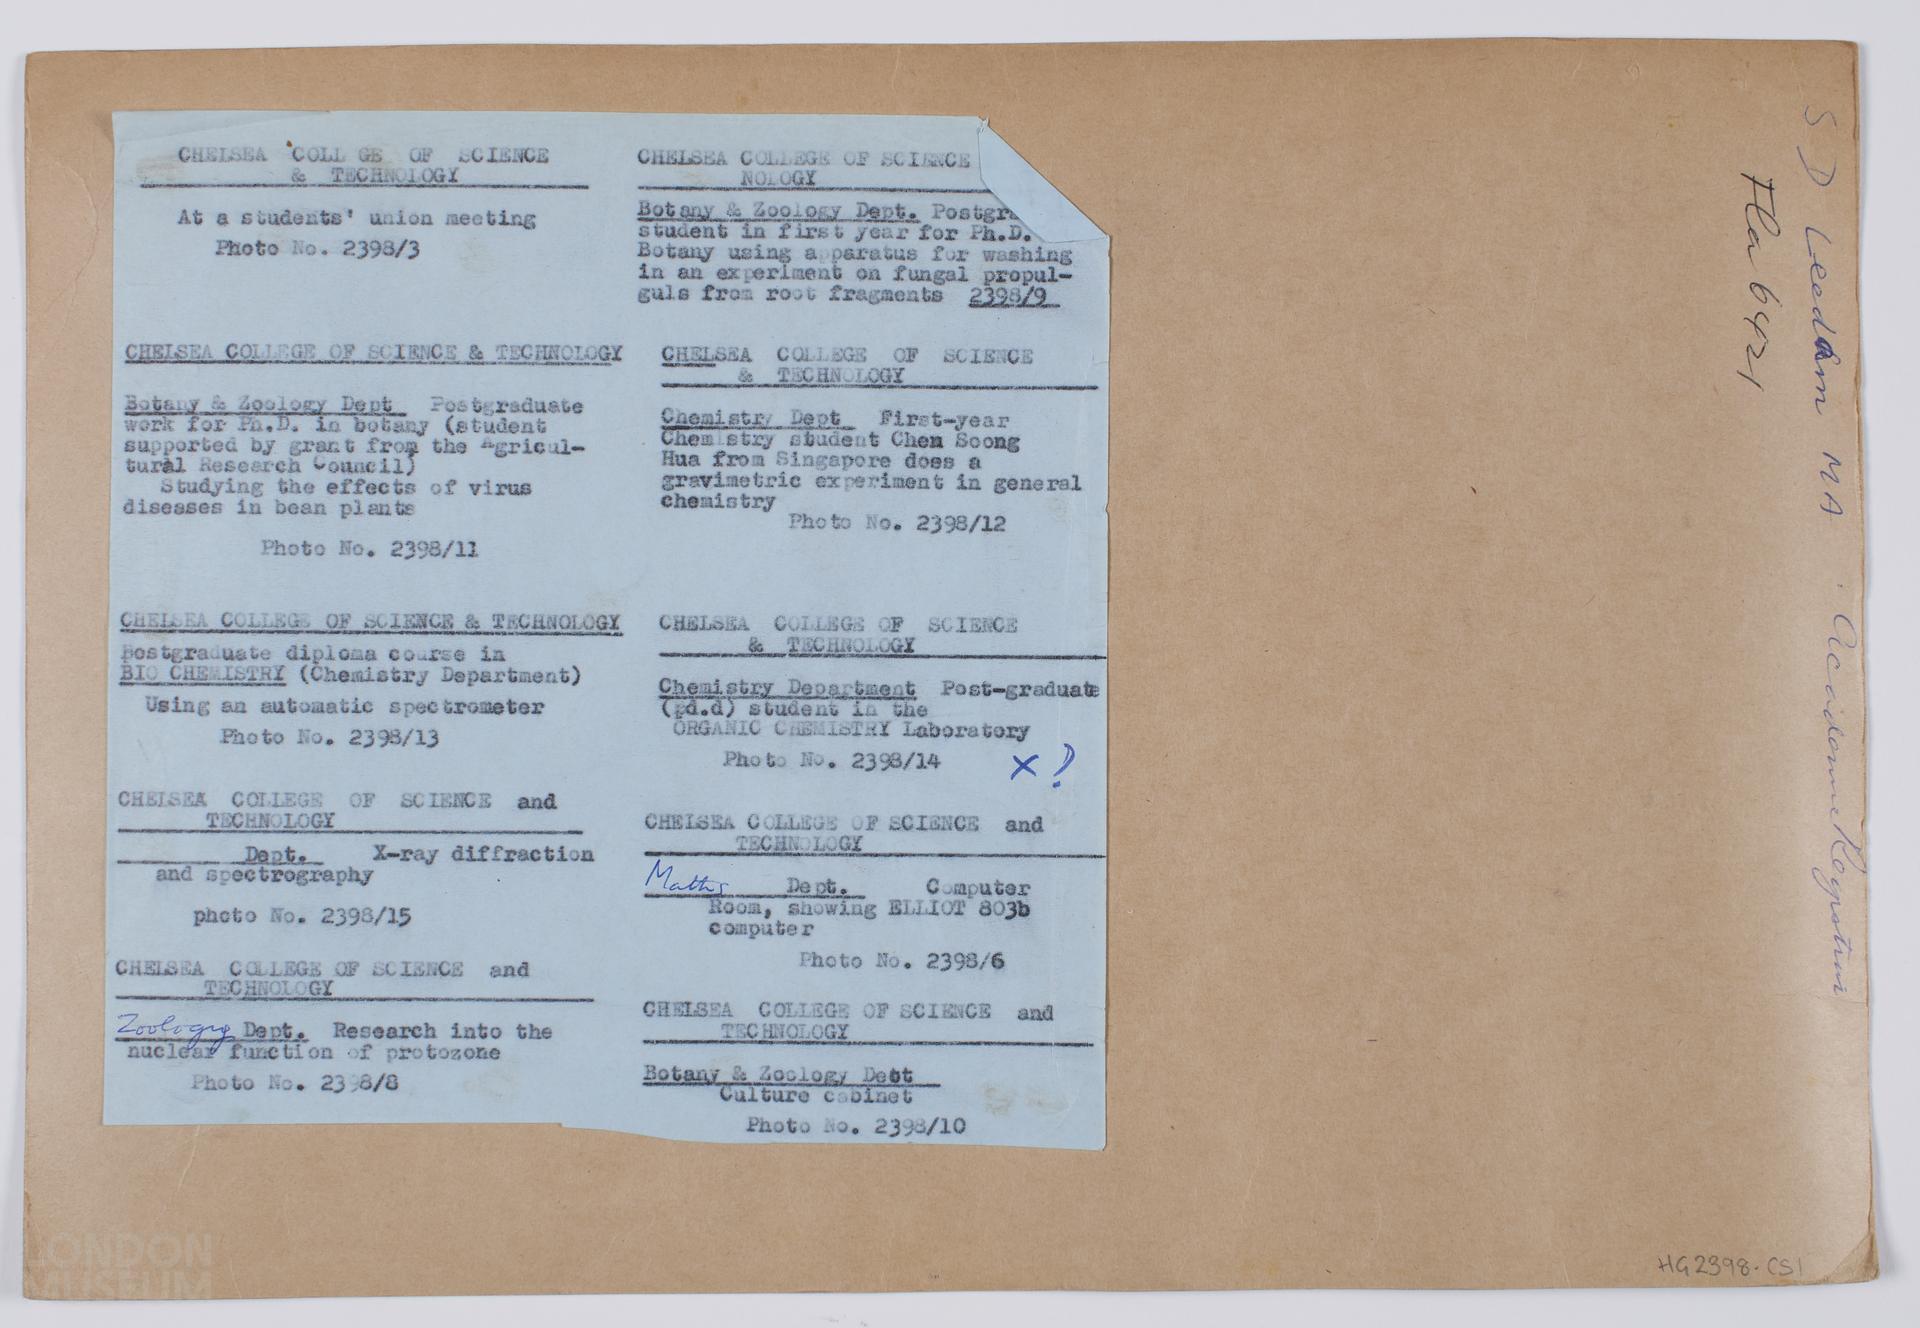 CHELSEA COLL GE OF SCIENCE
& TECHNOLOGY
At a students' union meeting
Photo No. 2398/3
CHELSEA COLLEGE OF SCIENCE & TECHNOLOGY
Botany & Zoology Dept Postgraduate
work for Ph.D. in botany (student
supported by grant from the Agricul-
tural Research Council)
Studying the effects of virus
diseases in bean plants
Photo No. 2398/11
CHELSEA COLLEGE OF SCIENCE & TECHNOLOGY
Postgraduate diploma course in
BIO CHEMISTRY (Chemistry Department)
Using an automatic spectrometer
Photo No. 2398/13
CHELSEA COLLEGE OF SCIENCE and
TECHNOLOGY
Dept. X-ray diffraction
and spectrography
photo No. 2398/15
CHELSEA COLLEGE OF SCIENCE and
TECHNOLOGY
Zoology Dept. Research into the
nuclear function of protozone
Photo No. 2398/8
CHELSEA COLLEGE OF SCIENCE
NOLOGY
Botany & Zoology Dept. Postgra
student in first year for Ph.D.
Botany using apparatus for washing
in an experiment on fungal propul-
guls from root fragments 2398/9
CHELSEA COLLEGE OF SCIENCE
& TECHNOLOGY
Chemistry Dept First-year
Chemistry student Chen Soong
Hua from Singapore does a
gravimetric experiment in general
chemistry
Photo No. 2398/12
CHELSEA COLLEGE OF SCIENCE
& TECHNOLOGY
Chemistry Department Post-graduate
(pd.d) student in the
ORGANIC CHEMISTRY Laboratory
Photo No. 2398/14 X?
CHELSEA COLLEGE OF SCIENCE and
TECHNOLOGY
Maths Dept. Computer
Room, showing ELLIOT 803b
computer
Photo No. 2398/6
CHELSEA COLLEGE OF SCIENCE and
TECHNOLOGY
Botany & Zoology Dett
Culture cabinet
Photo No. 2398/10
S D Leedham MA
Fla 6421
HG2398.CS1
LONDON
MUSEUM